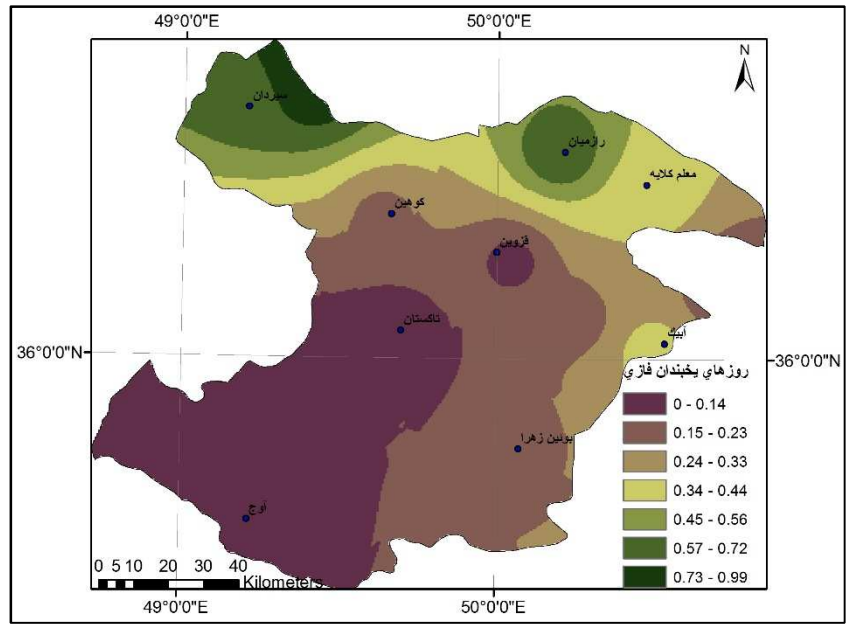 49°0'0"E 50°0'0"E
N
سیردان
رازمیان
معلم کلایه
کوهین
قزوین
تاکستان
آبیک
36°0'0"N 36°0'0"N
روزهاي يخبندان فازي
0 - 0.14
0.15 - 0.23
0.24 - 0.33
0.34 - 0.44
0.45 - 0.56
0.57 - 0.72
0.73 - 0.99
بوئین زهرا
آوج
0 5 10 20 30 40
Kilometers
49°0'0"E 50°0'0"E